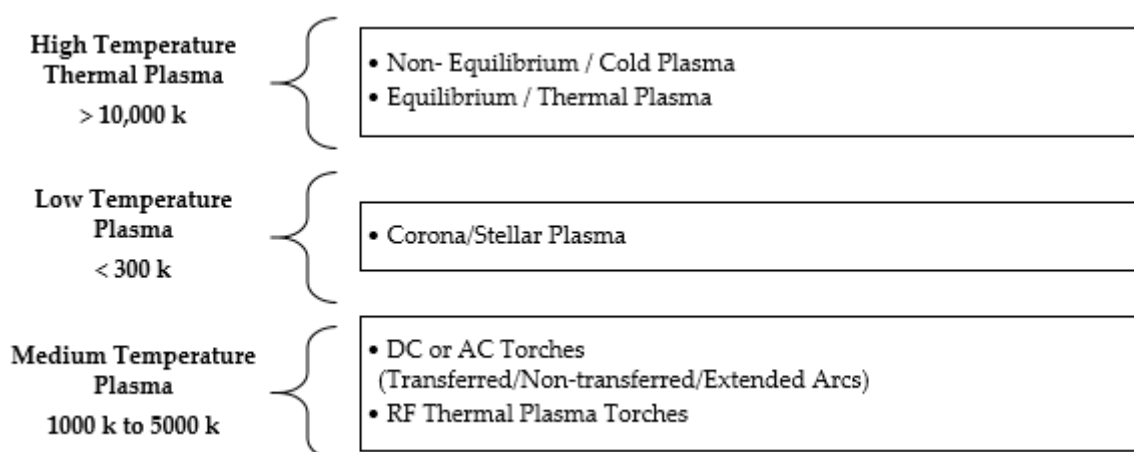 High Temperature
Thermal Plasma
> 10,000 k
• Non- Equilibrium / Cold Plasma
• Equilibrium / Thermal Plasma
Low Temperature
Plasma
< 300 k
• Corona/Stellar Plasma
Medium Temperature
Plasma
1000 k to 5000 k
• DC or AC Torches
(Transferred/Non-transferred/Extended Arcs)
• RF Thermal Plasma Torches